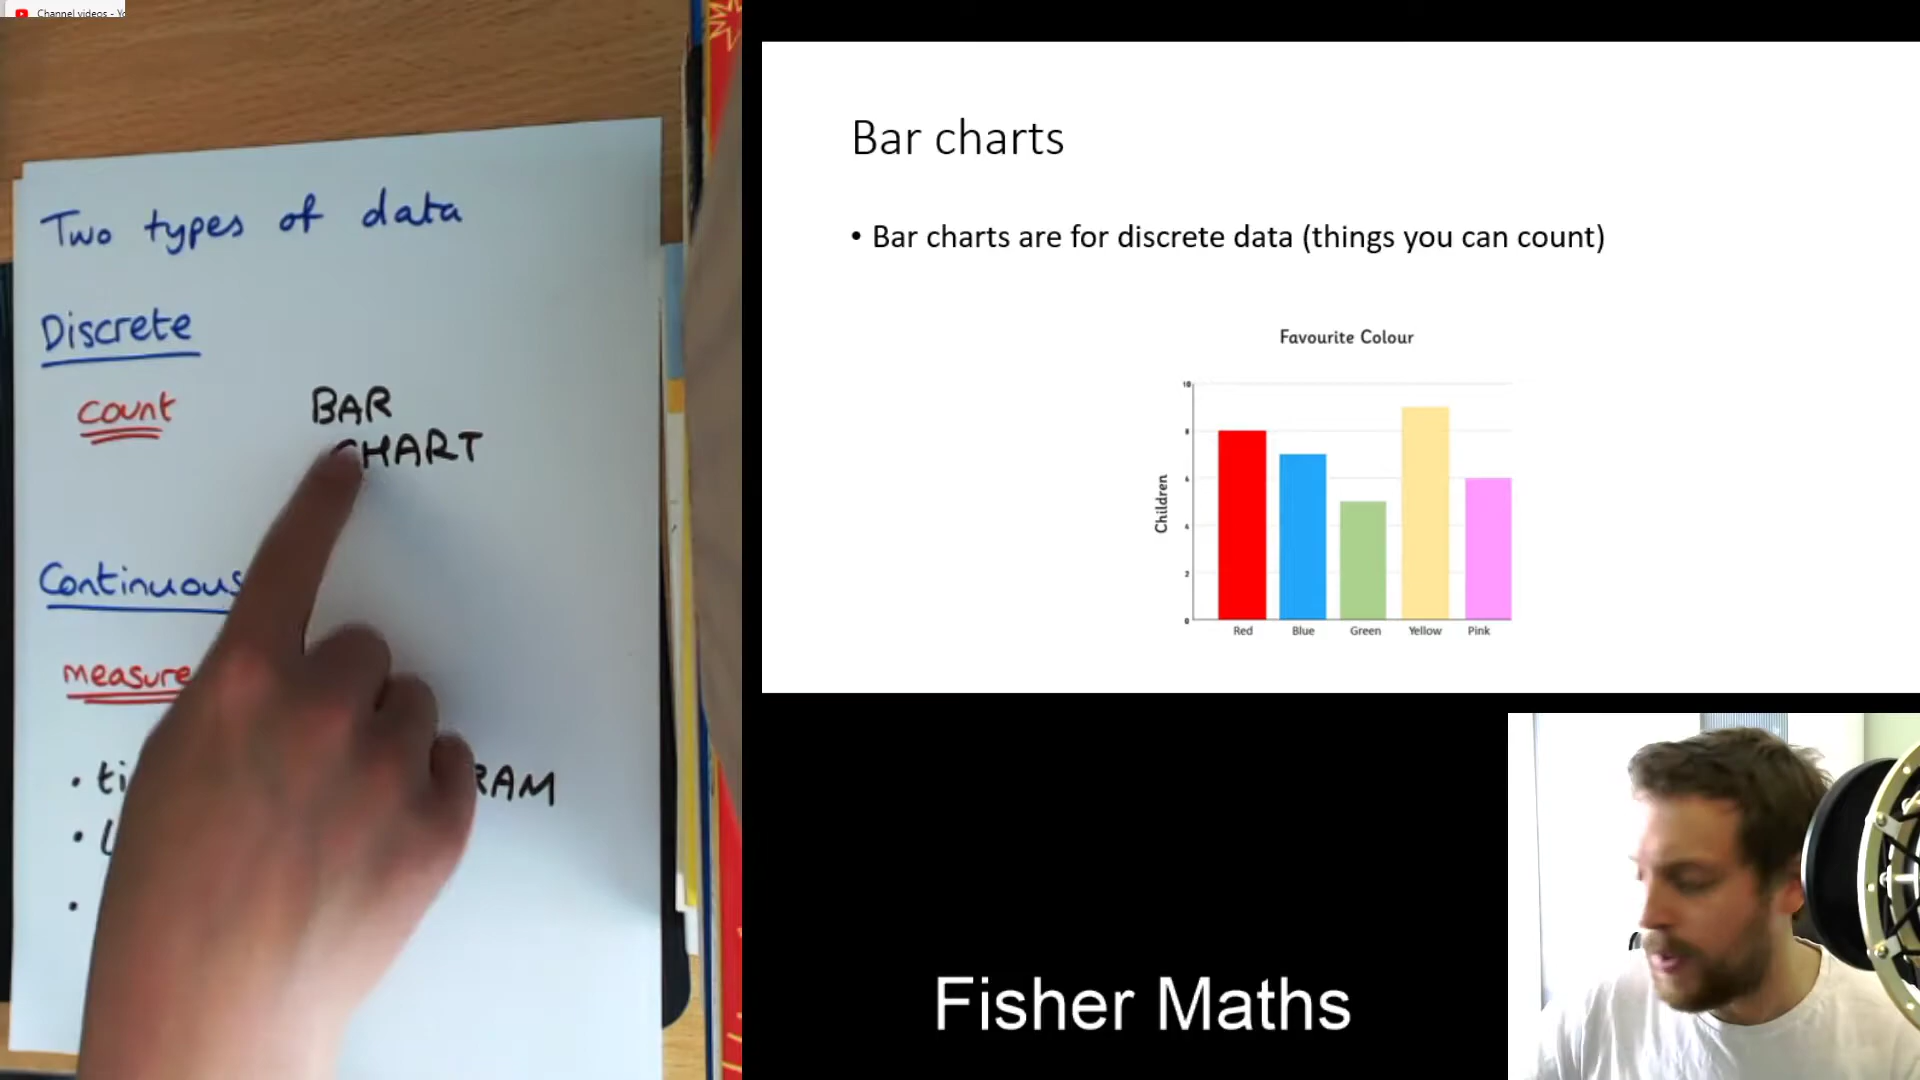 Channel videos - Yo
Two types of data
Discrete
count
BAR
CHART
Continuous
measure
Bar charts
• Bar charts are for discrete data (things you can count)
Favourite Colour
Children
10
8
6
4
2
0
Red Blue Green Yellow Pink
Fisher Maths